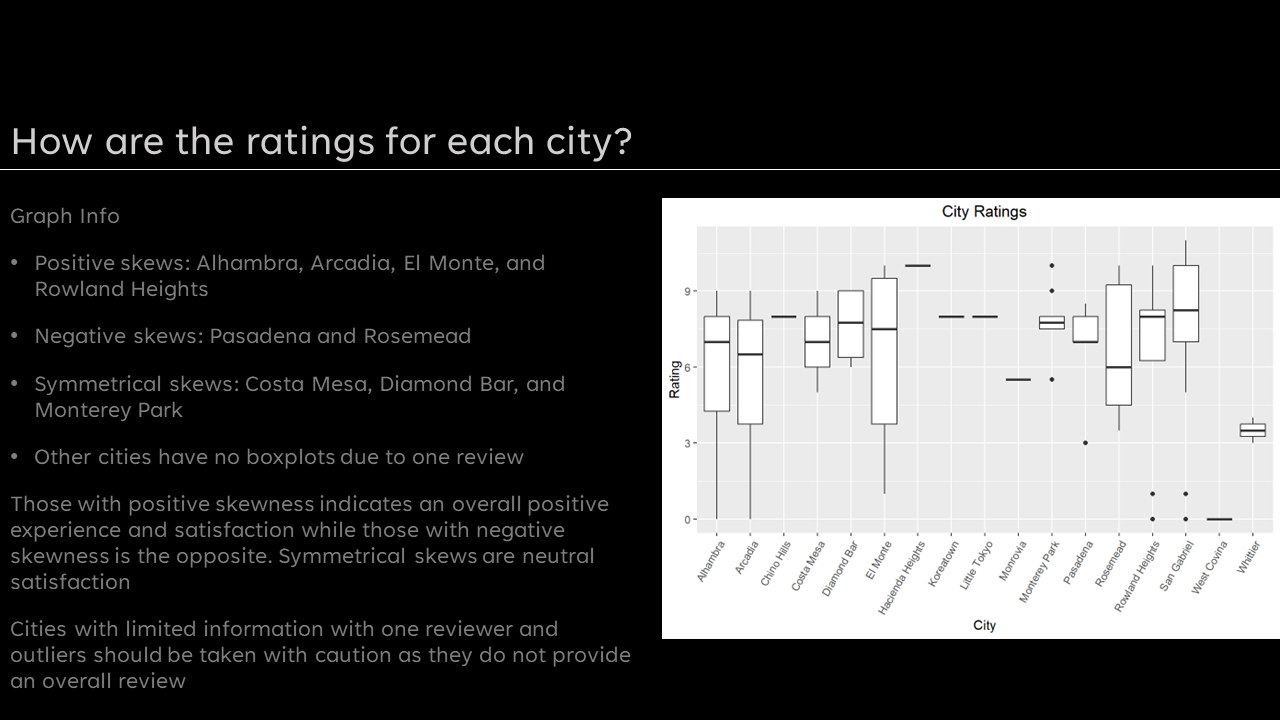 How are the ratings for each city?
Graph Info
• Positive skews: Alhambra, Arcadia, El Monte, and
Rowland Heights
• Negative skews: Pasadena and Rosemead
• Symmetrical skews: Costa Mesa, Diamond Bar, and
Monterey Park
• Other cities have no boxplots due to one review
Those with positive skewness indicates an overall positive
experience and satisfaction while those with negative
skewness is the opposite. Symmetrical skews are neutral
satisfaction
Cities with limited information with one reviewer and
outliers should be taken with caution as they do not provide
an overall review
City Ratings
Rating
9
6
3
0
Alhambra
Arcadia
Chino Hills
Costa Mesa
Diamond Bar
El Monte
Hacienda Heights
Koreatown
Little Tokyo
Monrovia
Monterey Park
Pasadena
Rosemead
Rowland Heights
San Gabriel
West Covina
Whittier
City